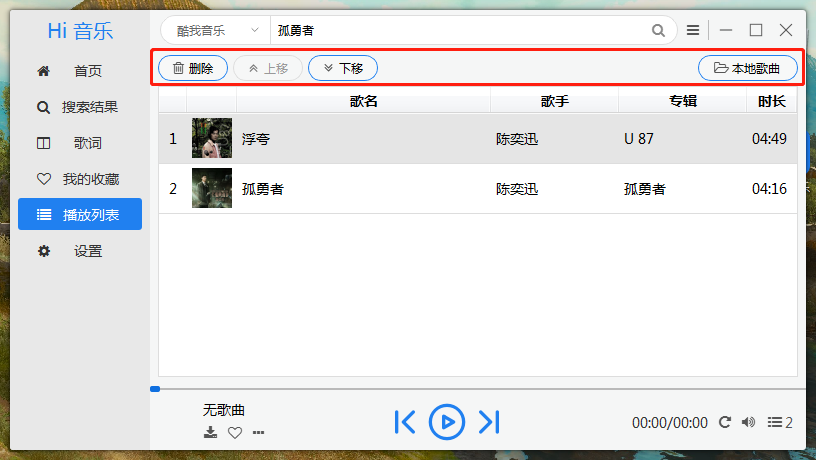 Hi 音乐
酷我音乐 孤勇者
首页
搜索结果
歌词
我的收藏
播放列表
设置
删除 上移 下移 本地歌曲
歌名 歌手 专辑 时长
1 浮夸 陈奕迅 U 87 04:49
2 孤勇者 陈奕迅 孤勇者 04:16
无歌曲
00:00/00:00 2